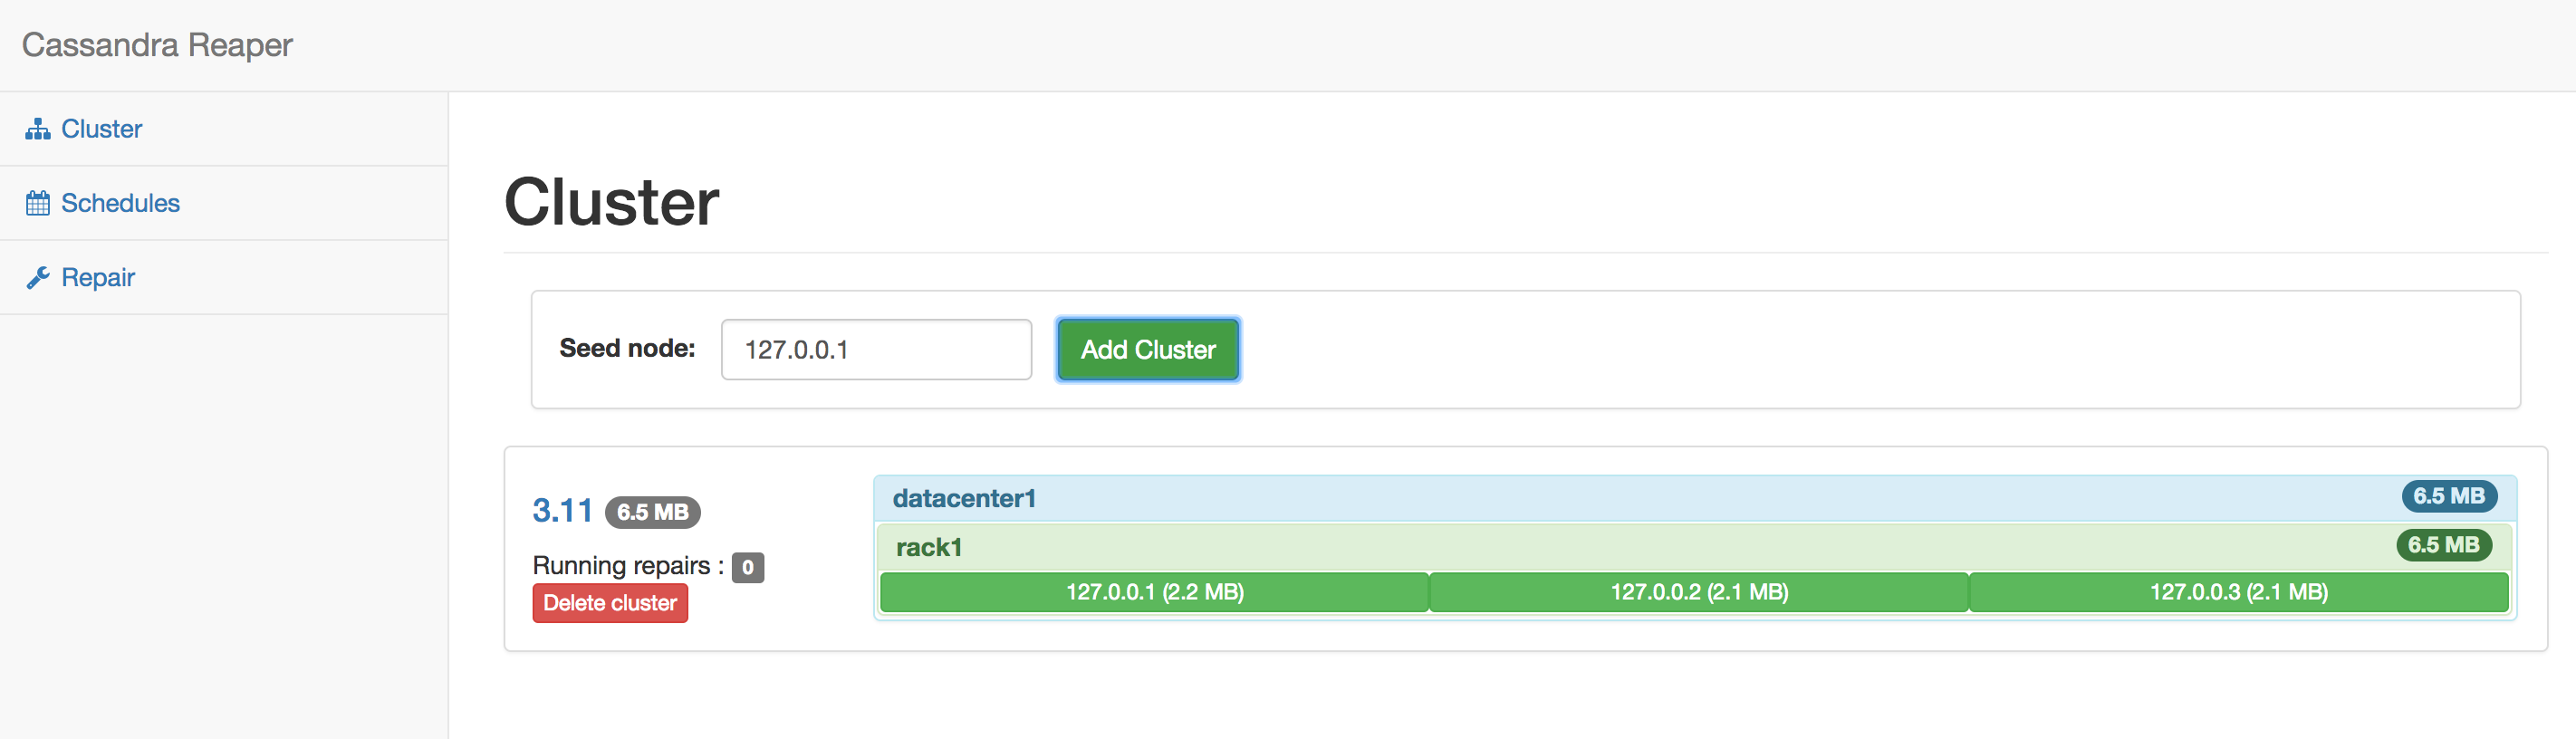 Cassandra Reaper
Cluster
Schedules
Repair
Cluster
Seed node: 127.0.0.1 Add Cluster
3.11 6.5 MB
Running repairs : 0
Delete cluster
datacenter1 6.5 MB
rack1 6.5 MB
127.0.0.1 (2.2 MB) 127.0.0.2 (2.1 MB) 127.0.0.3 (2.1 MB)